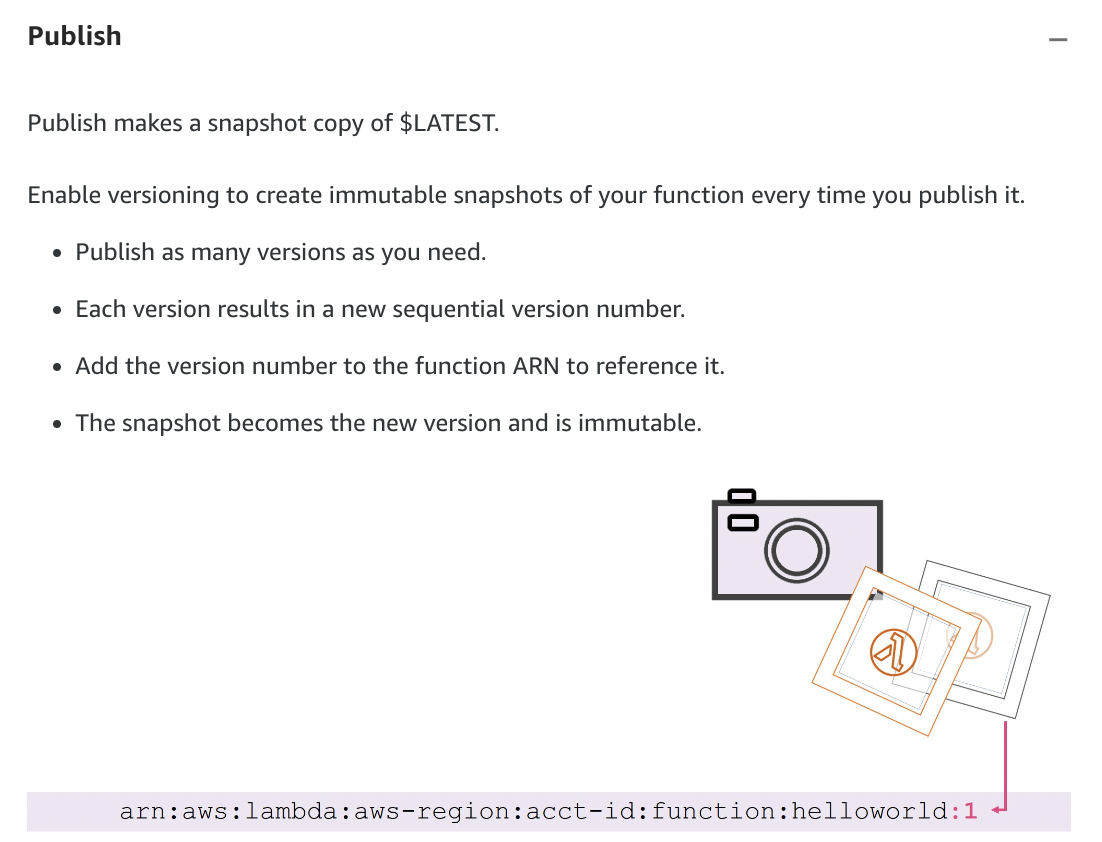 Publish
Publish makes a snapshot copy of $LATEST.
Enable versioning to create immutable snapshots of your function every time you publish it.
• Publish as many versions as you need.
• Each version results in a new sequential version number.
• Add the version number to the function ARN to reference it.
• The snapshot becomes the new version and is immutable.
arn:aws:lambda:aws-region:acct-id:function:helloworld:1